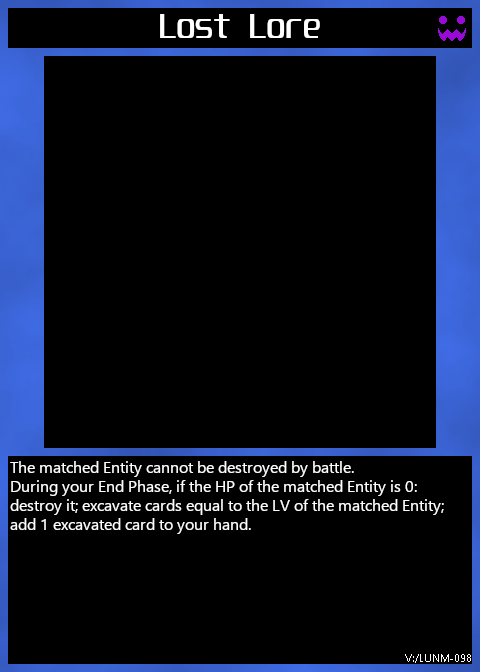 Lost Lore
The matched Entity cannot be destroyed by battle.
During your End Phase, if the HP of the matched Entity is 0:
destroy it; excavate cards equal to the LV of the matched Entity;
add 1 excavated card to your hand.
V:/LUNM-098